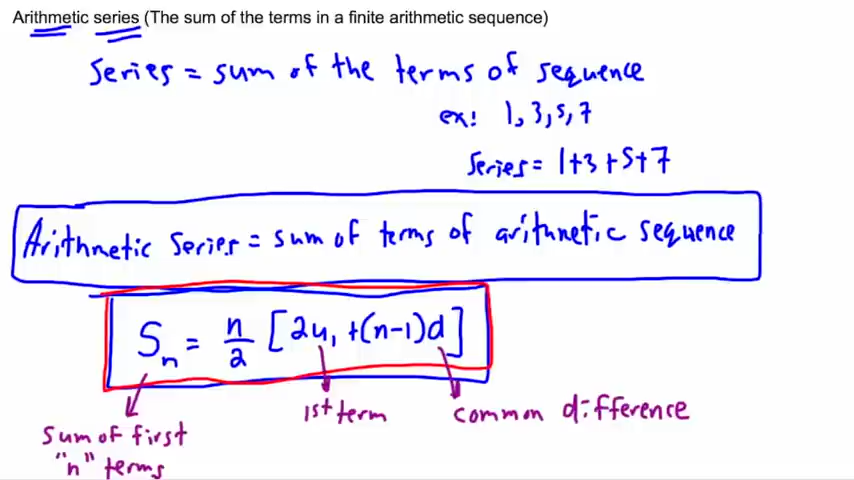 Arithmetic series (The sum of the terms in a finite arithmetic sequence)
Series = sum of the terms of sequence
ex: 1, 3, 5, 7
Series = 1+3+5+7
Arithmetic Series = sum of terms of arithmetic sequence
Sₙ = n/2 [2u₁ + (n-1)d]
1st term
common difference
sum of first
"n" terms